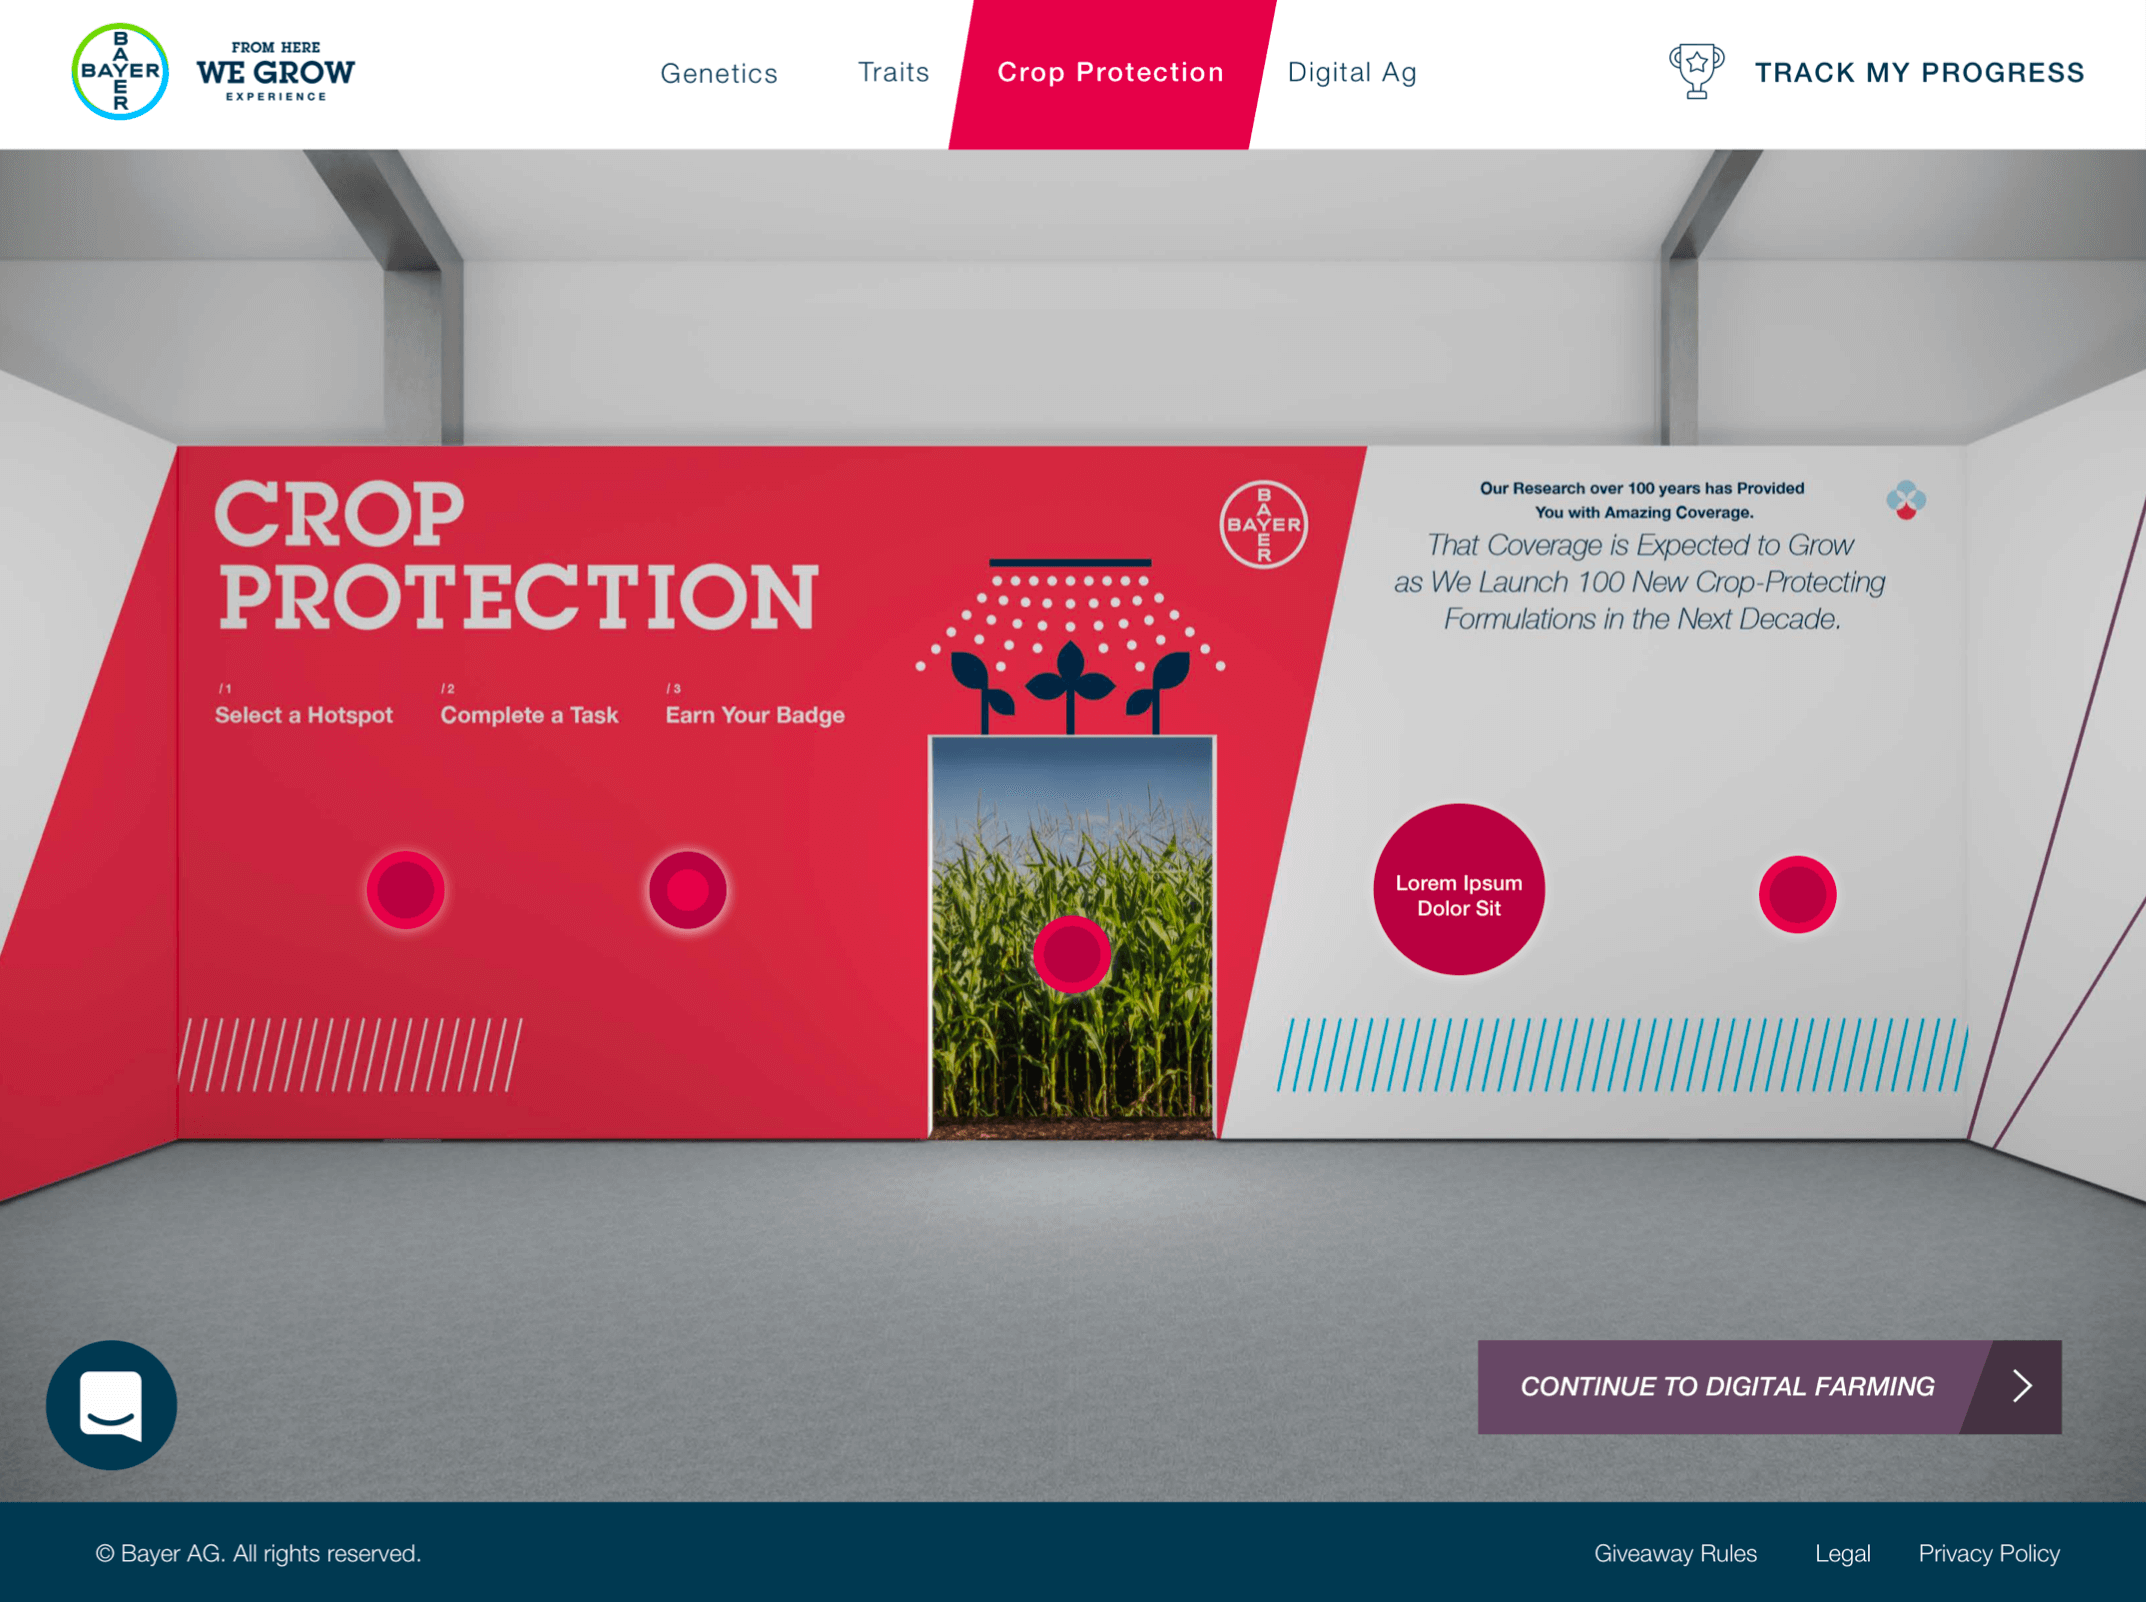 BAYER
BAYER
FROM HERE
WE GROW
EXPERIENCE
Genetics
Traits
Crop Protection
Digital Ag
TRACK MY PROGRESS
CROP
PROTECTION
/1
Select a Hotspot
/2
Complete a Task
/3
Earn Your Badge
BAYER
BAYER
Our Research over 100 years has Provided
You with Amazing Coverage.
That Coverage is Expected to Grow
as We Launch 100 New Crop-Protecting
Formulations in the Next Decade.
Lorem Ipsum
Dolor Sit
CONTINUE TO DIGITAL FARMING
© Bayer AG. All rights reserved.
Giveaway Rules
Legal
Privacy Policy